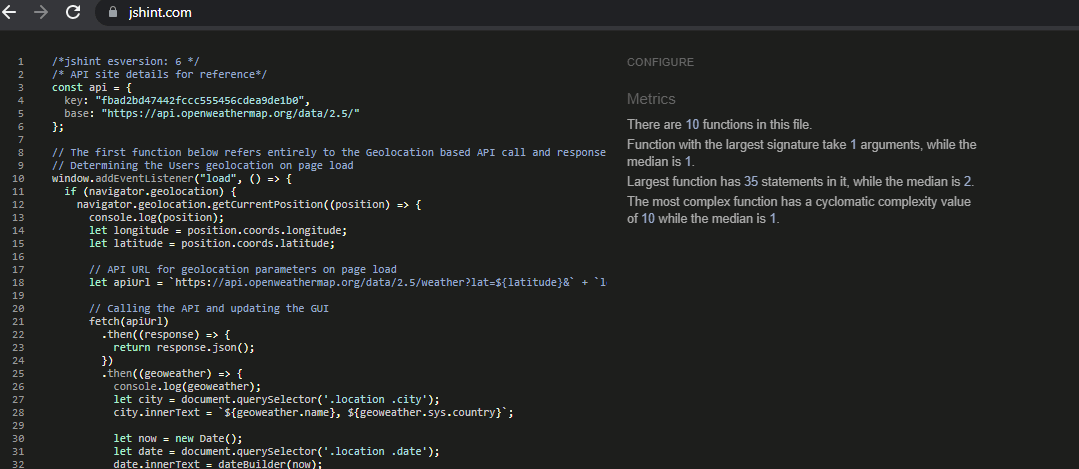 jshint.com
1 /*jshint esversion: 6 */
2 /* API site details for reference*/
3 const api = {
4 key: "fbad2bd47442fccc555456cdea9de1b0",
5 base: "https://api.openweathermap.org/data/2.5/"
6 };
7
8 // The first function below refers entirely to the Geolocation based API call and response
9 // Determining the Users geolocation on page load
10 window.addEventListener("load", () => {
11 if (navigator.geolocation) {
12 navigator.geolocation.getCurrentPosition((position) => {
13 console.log(position);
14 let longitude = position.coords.longitude;
15 let latitude = position.coords.latitude;
16
17 // API URL for geolocation parameters on page load
18 let apiUrl = `https://api.openweathermap.org/data/2.5/weather?lat=${latitude}&` + `l
19
20 // Calling the API and updating the GUI
21 fetch(apiUrl)
22 .then((response) => {
23 return response.json();
24 })
25 .then((geoweather) => {
26 console.log(geoweather);
27 let city = document.querySelector('.location .city');
28 city.innerText = `${geoweather.name}, ${geoweather.sys.country}`;
29
30 let now = new Date();
31 let date = document.querySelector('.location .date');
32 date.innerText = dateBuilder(now);
CONFIGURE
Metrics
There are 10 functions in this file.
Function with the largest signature take 1 arguments, while the
median is 1.
Largest function has 35 statements in it, while the median is 2.
The most complex function has a cyclomatic complexity value
of 10 while the median is 1.